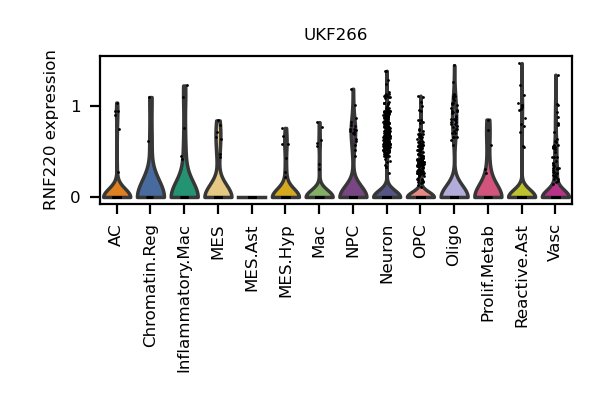 UKF266
RNF220 expression
1
0
AC
Chromatin.Reg
Inflammatory.Mac
MES
MES.Ast
MES.Hyp
Mac
NPC
Neuron
OPC
Oligo
Prolif.Metab
Reactive.Ast
Vasc